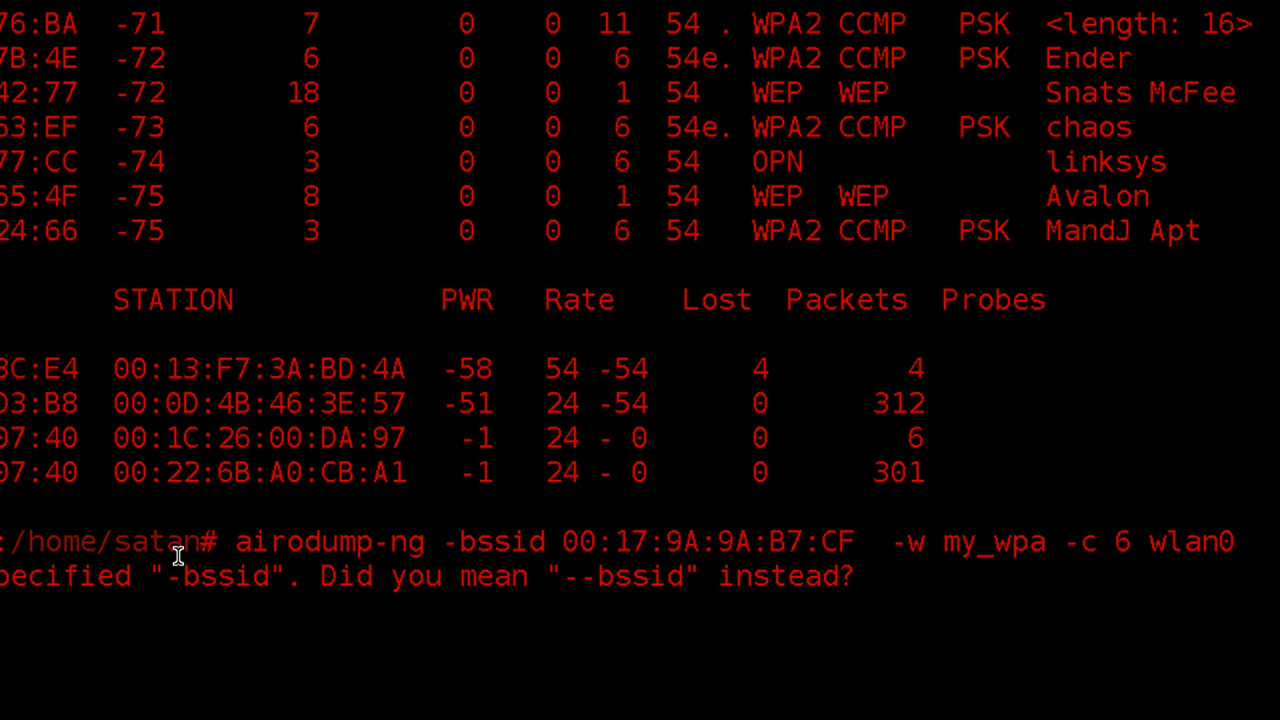 76:BA -71 7 0 0 11 54 . WPA2 CCMP PSK <length: 16>
7B:4E -72 6 0 0 6 54e. WPA2 CCMP PSK Ender
42:77 -72 18 0 0 1 54 WEP WEP Snats McFee
63:EF -73 6 0 0 6 54e. WPA2 CCMP PSK chaos
77:CC -74 3 0 0 6 54 OPN linksys
65:4F -75 8 0 0 1 54 WEP WEP Avalon
24:66 -75 3 0 0 6 54 WPA2 CCMP PSK MandJ Apt
STATION PWR Rate Lost Packets Probes
3C:E4 00:13:F7:3A:BD:4A -58 54 -54 4 4
D3:B8 00:0D:4B:46:3E:57 -51 24 -54 0 312
07:40 00:1C:26:00:DA:97 -1 24 - 0 0 6
07:40 00:22:6B:A0:CB:A1 -1 24 - 0 0 301
:/home/satan# airodump-ng -bssid 00:17:9A:9A:B7:CF -w my_wpa -c 6 wlan0
pecified "-bssid". Did you mean "--bssid" instead?